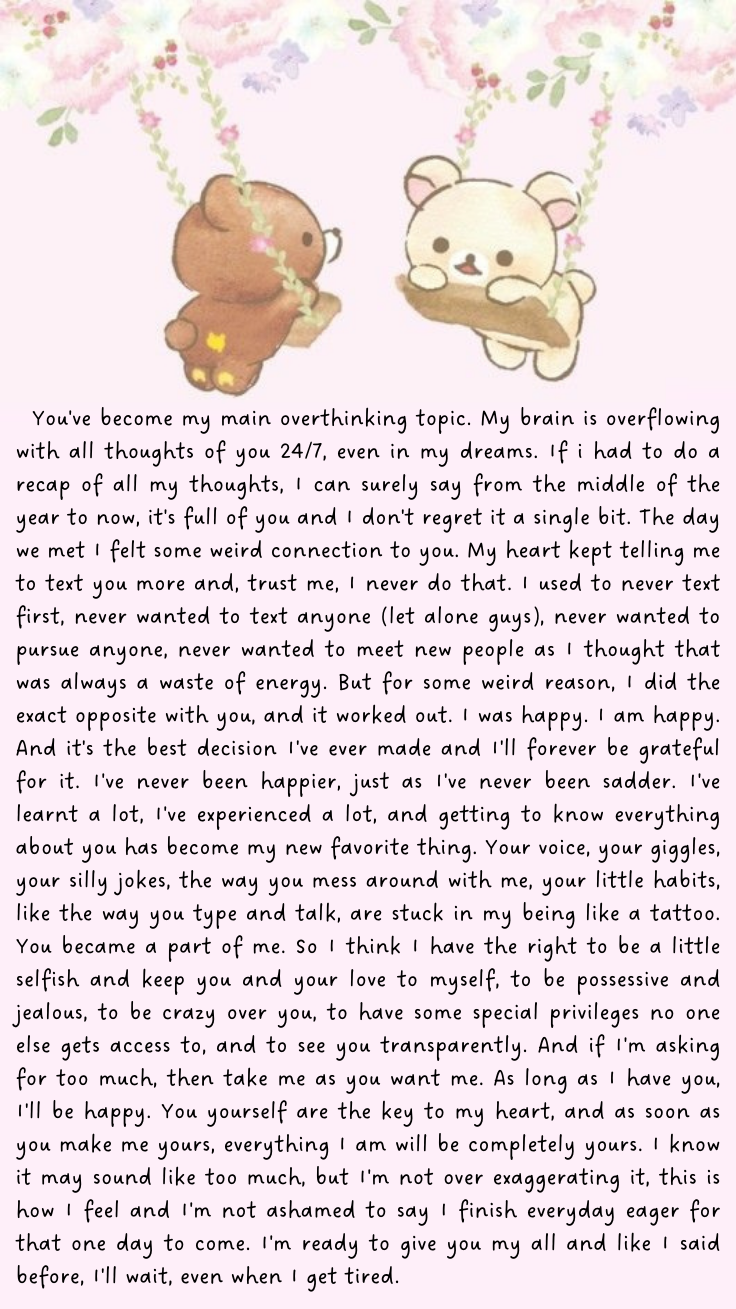 You've become my main overthinking topic. My brain is overflowing
with all thoughts of you 24/7, even in my dreams. If i had to do a
recap of all my thoughts, I can surely say from the middle of the
year to now, it's full of you and I don't regret it a single bit. The day
we met I felt some weird connection to you. My heart kept telling me
to text you more and, trust me, I never do that. I used to never text
first, never wanted to text anyone (let alone guys), never wanted to
pursue anyone, never wanted to meet new people as I thought that
was always a waste of energy. But for some weird reason, I did the
exact opposite with you, and it worked out. I was happy. I am happy.
And it's the best decision I've ever made and I'll forever be grateful
for it. I've never been happier, just as I've never been sadder. I've
learnt a lot, I've experienced a lot, and getting to know everything
about you has become my new favorite thing. Your voice, your giggles,
your silly jokes, the way you mess around with me, your little habits,
like the way you type and talk, are stuck in my being like a tattoo.
You became a part of me. So I think I have the right to be a little
selfish and keep you and your love to myself, to be possessive and
jealous, to be crazy over you, to have some special privileges no one
else gets access to, and to see you transparently. And if I'm asking
for too much, then take me as you want me. As long as I have you,
I'll be happy. You yourself are the key to my heart, and as soon as
you make me yours, everything I am will be completely yours. I know
it may sound like too much, but I'm not over exaggerating it, this is
how I feel and I'm not ashamed to say I finish everyday eager for
that one day to come. I'm ready to give you my all and like I said
before, I'll wait, even when I get tired.